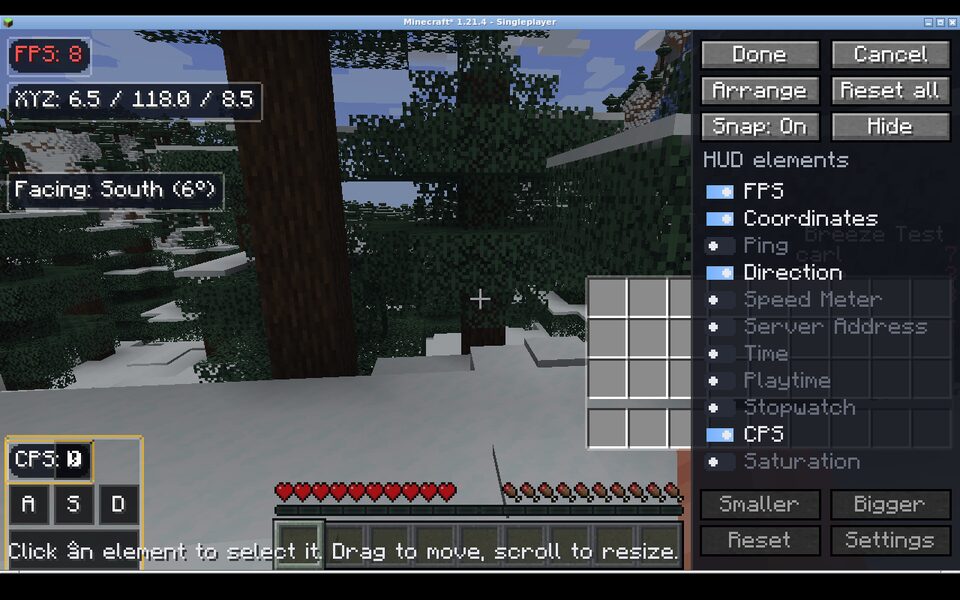 Minecraft* 1.21.4 - Singleplayer
FPS: 8
XYZ: 6.5 / 118.0 / 8.5
Facing: South (6°)
Done
Cancel
Arrange
Reset all
Snap: On
Hide
HUD elements
FPS
Coordinates
Ping
Breeze Test
Direction
Speed Meter
Server Address
Time
Playtime
Stopwatch
CPS
Saturation
CPS: 0
A S D
Smaller
Bigger
Reset
Settings
Click an element to select it. Drag to move, scroll to resize.